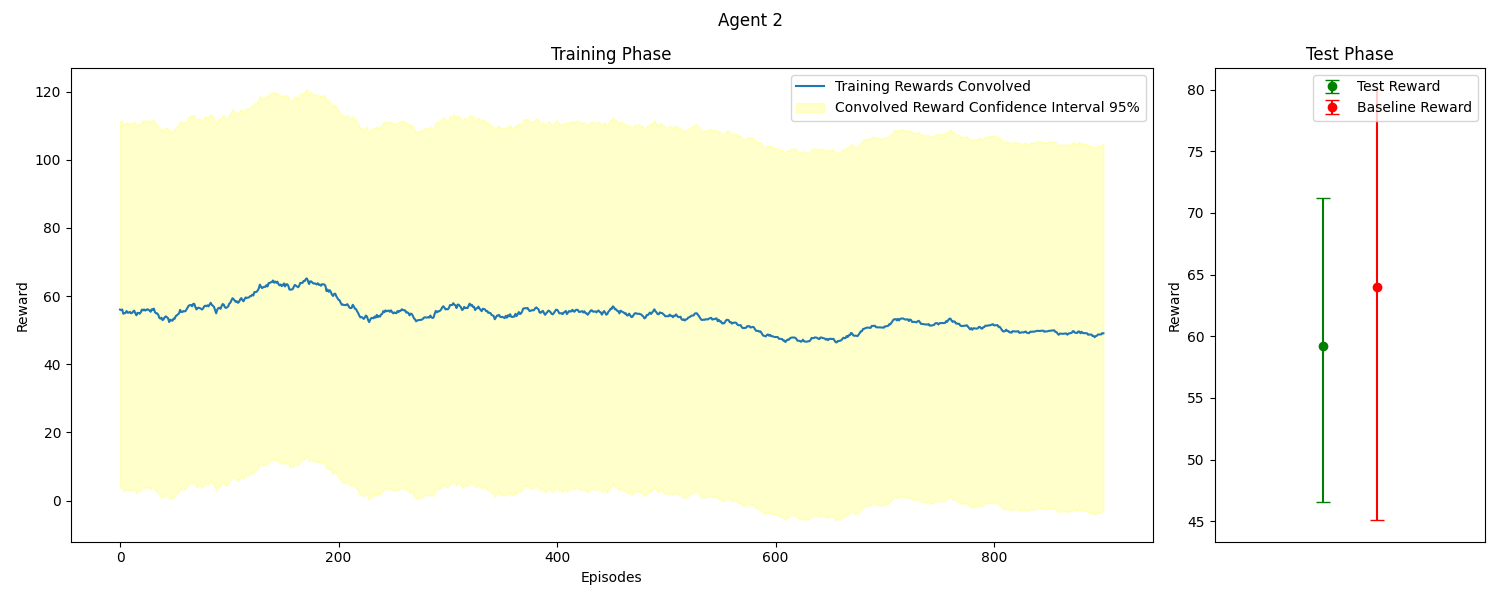 Agent 2
Training Phase
Reward
120
100
80
60
40
20
0
0 200 400 600 800
Episodes
Training Rewards Convolved
Convolved Reward Confidence Interval 95%
Test Phase
Reward
80
75
70
65
60
55
50
45
Test Reward
Baseline Reward